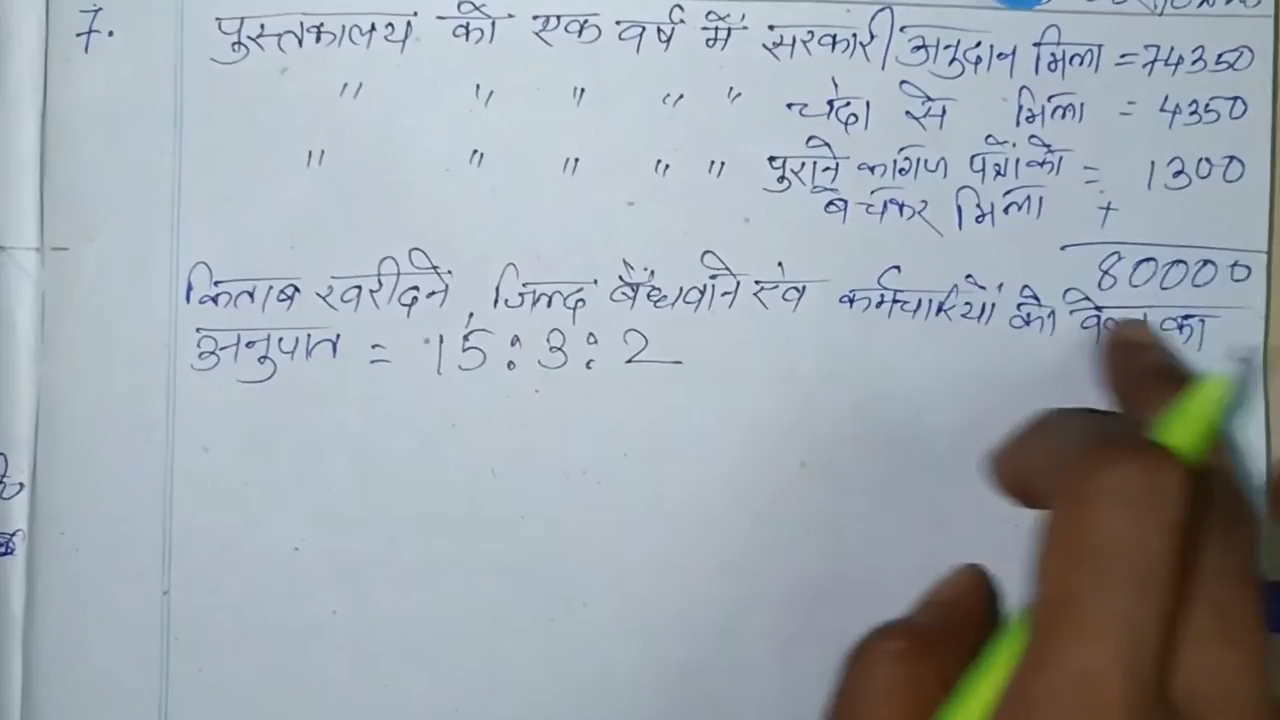 7. पुस्तकालय को एक वर्ष में सरकारी अनुदान मिला = 74350
" " " " " चंदा से मिला = 4350
" " " " " पुराने कागज पत्रों को = 1300
बेचकर मिला +
80000
किताब खरीदने, जिल्द बँधवाने एवं कर्मचारियों को का
अनुपात = 15 : 3 : 2